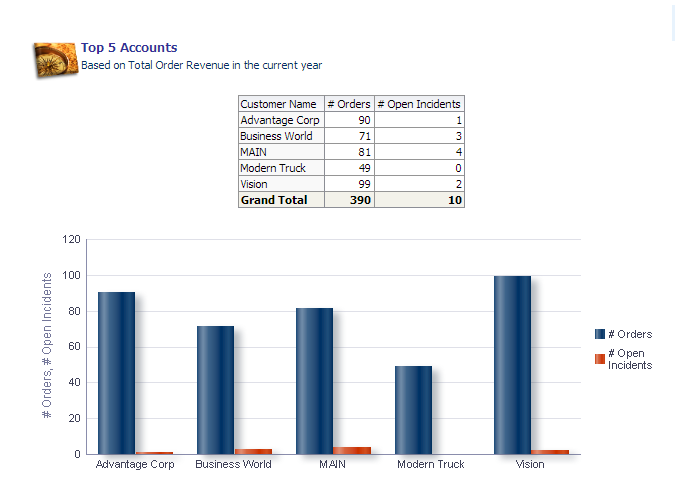 Top 5 Accounts
Based on Total Order Revenue in the current year
Customer Name # Orders # Open Incidents
Advantage Corp 90 1
Business World 71 3
MAIN 81 4
Modern Truck 49 0
Vision 99 2
Grand Total 390 10
# Orders, # Open Incidents
120
100
80
60
40
20
0
Advantage Corp Business World MAIN Modern Truck Vision
# Orders
# Open
Incidents